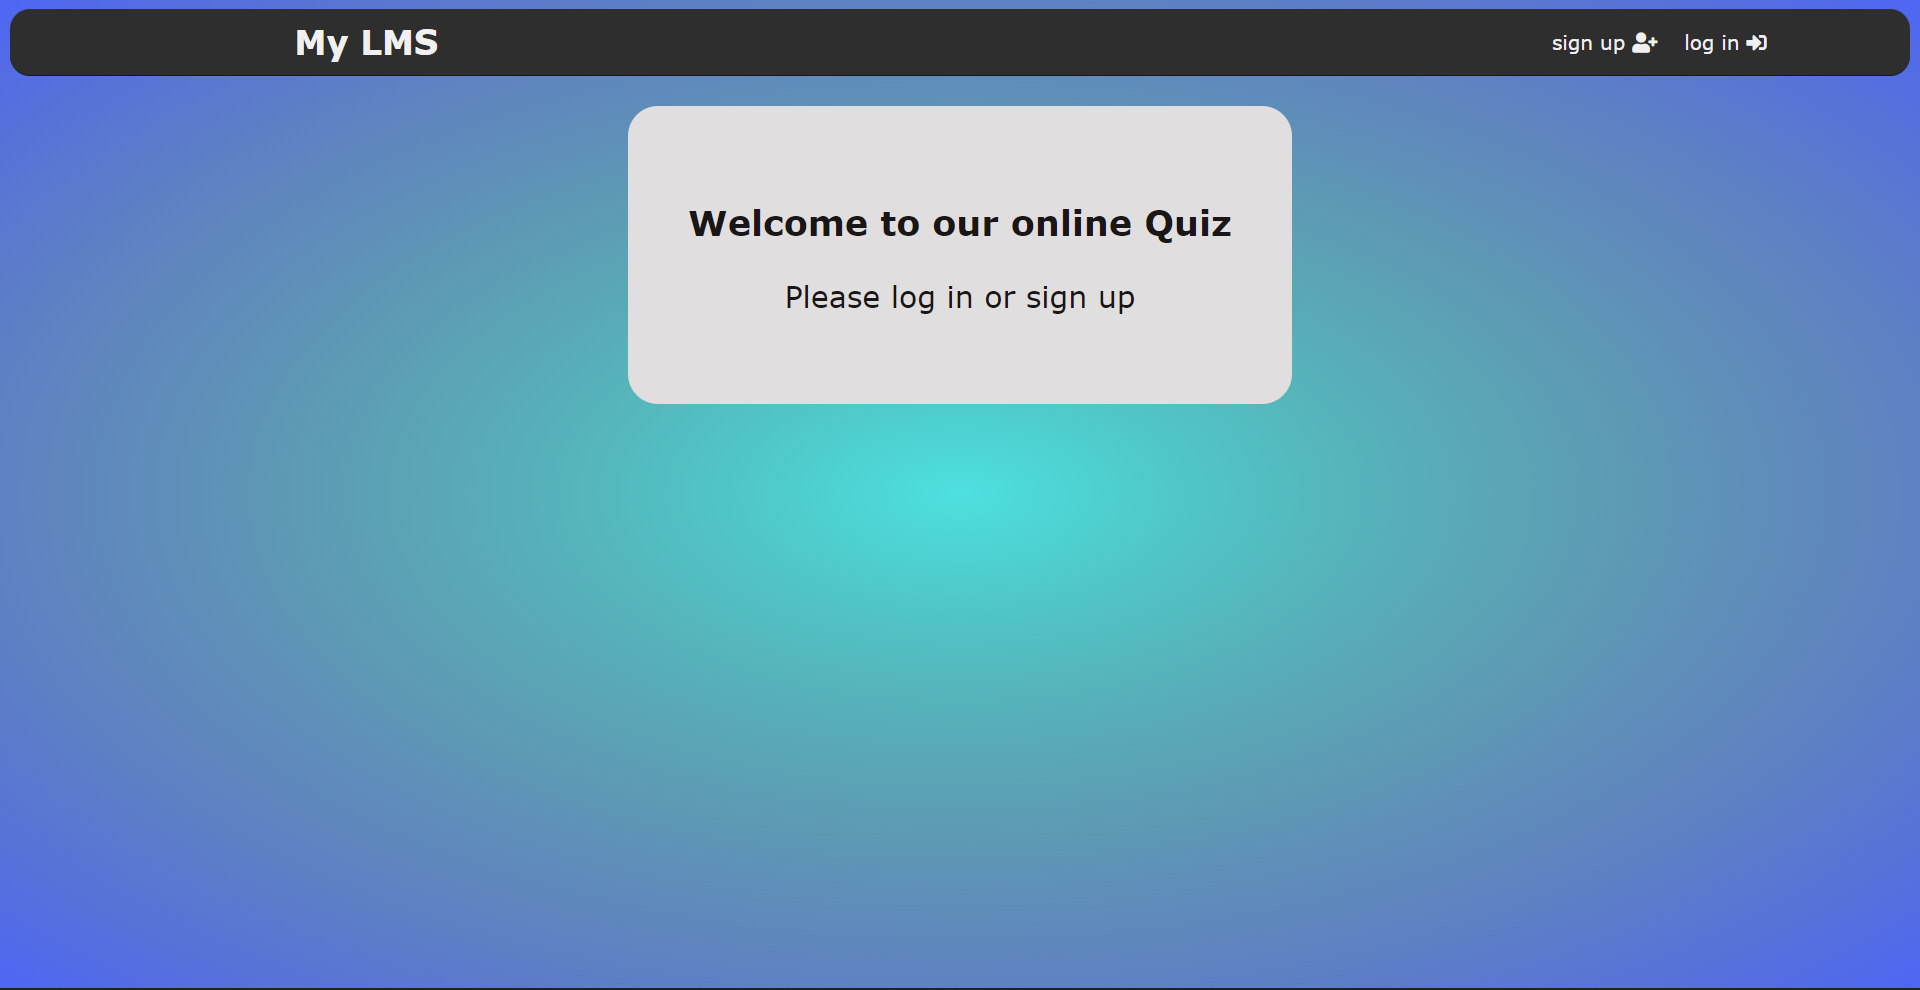 My LMS
sign up
log in
Welcome to our online Quiz
Please log in or sign up